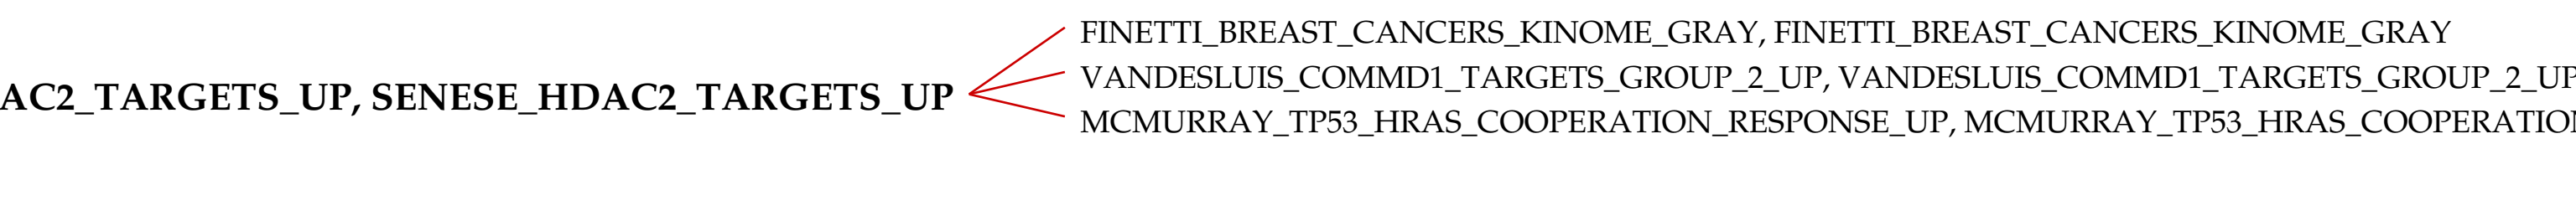 FINETTI_BREAST_CANCERS_KINOME_GRAY, FINETTI_BREAST_CANCERS_KINOME_GRAY
VANDESLUIS_COMMD1_TARGETS_GROUP_2_UP, VANDESLUIS_COMMD1_TARGETS_GROUP_2_UP
AC2_TARGETS_UP, SENESE_HDAC2_TARGETS_UP
MCMURRAY_TP53_HRAS_COOPERATION_RESPONSE_UP, MCMURRAY_TP53_HRAS_COOPERATION